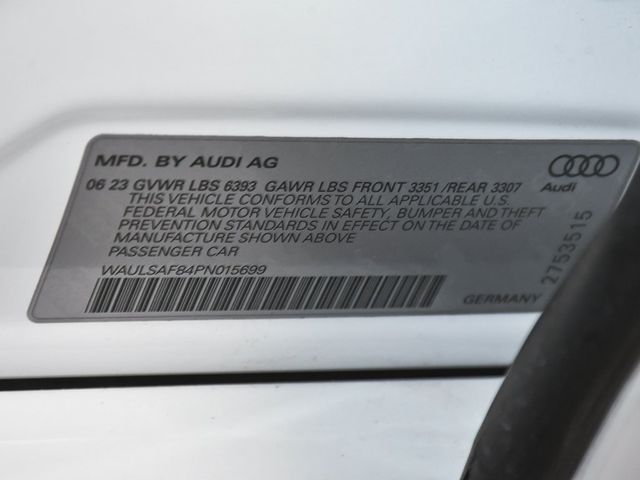 MFD. BY AUDI AG
06 23 GVWR LBS 6393 GAWR LBS FRONT 3351 /REAR 3307
Audi
THIS VEHICLE CONFORMS TO ALL APPLICABLE U.S.
FEDERAL MOTOR VEHICLE SAFETY, BUMPER AND THEFT
PREVENTION STANDARDS IN EFFECT ON THE DATE OF
MANUFACTURE SHOWN ABOVE
PASSENGER CAR
WAULSAF84PN015699
GERMANY
2753515